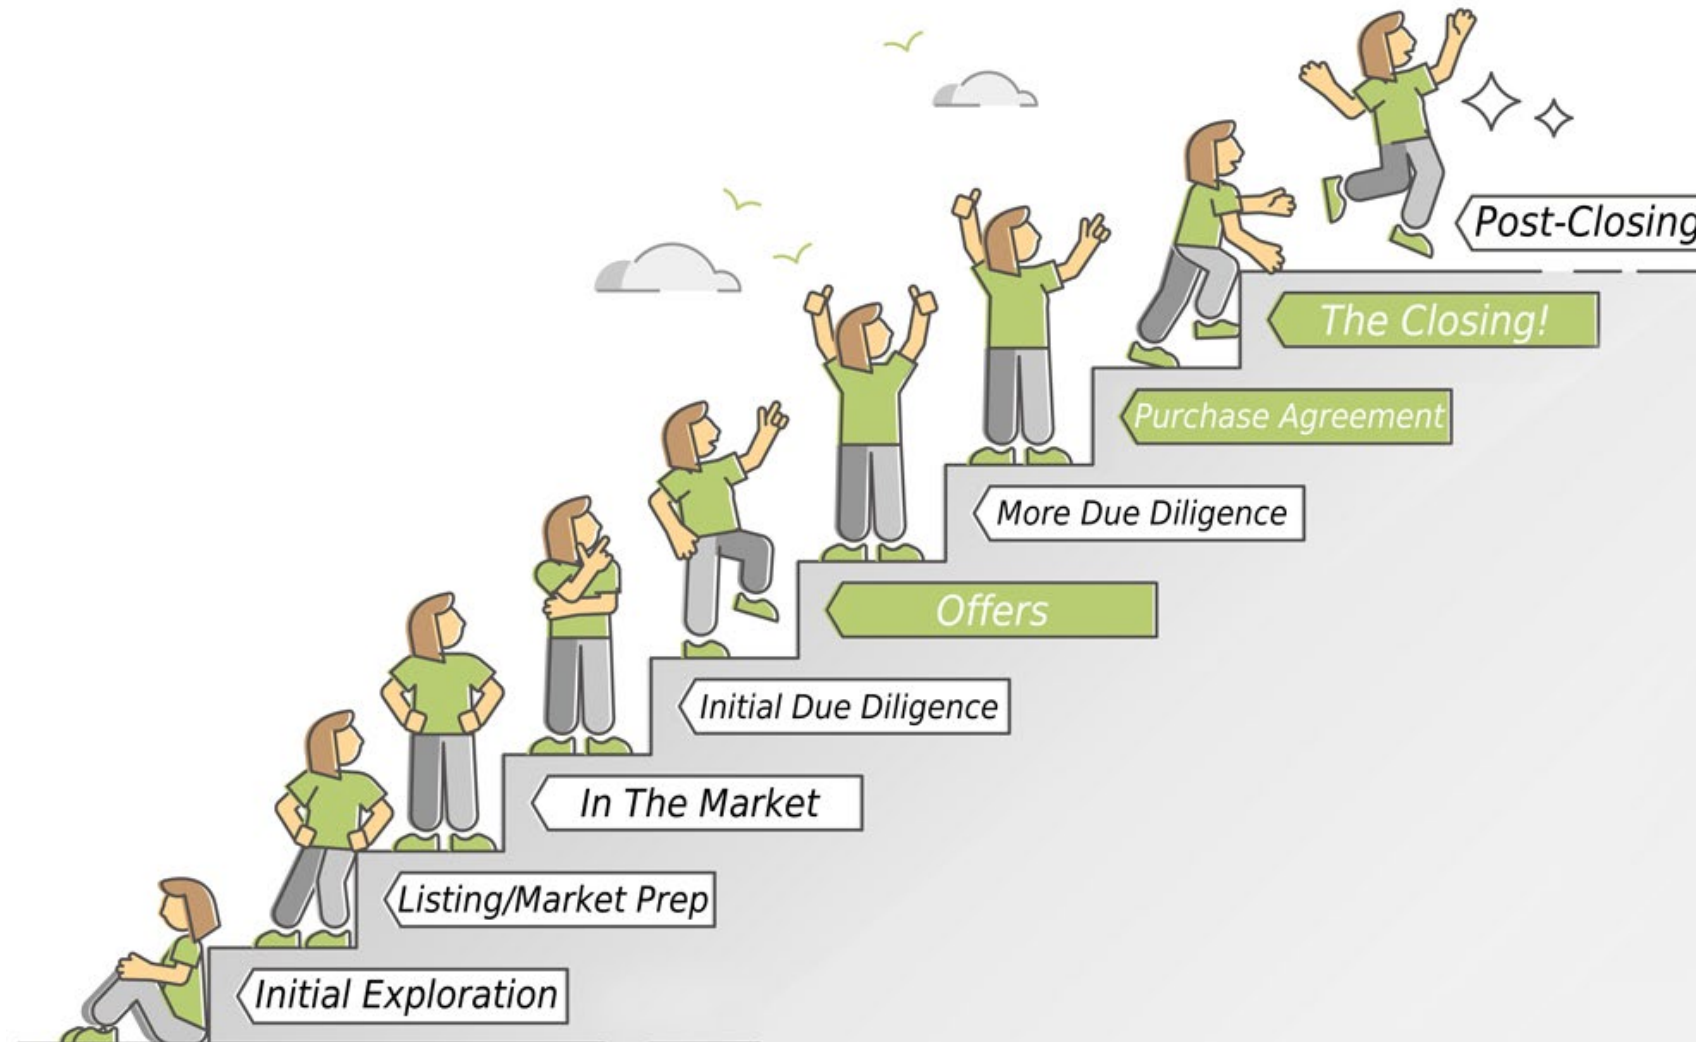 Post-Closing
The Closing!
Purchase Agreement
More Due Diligence
Offers
Initial Due Diligence
In The Market
Listing/Market Prep
Initial Exploration